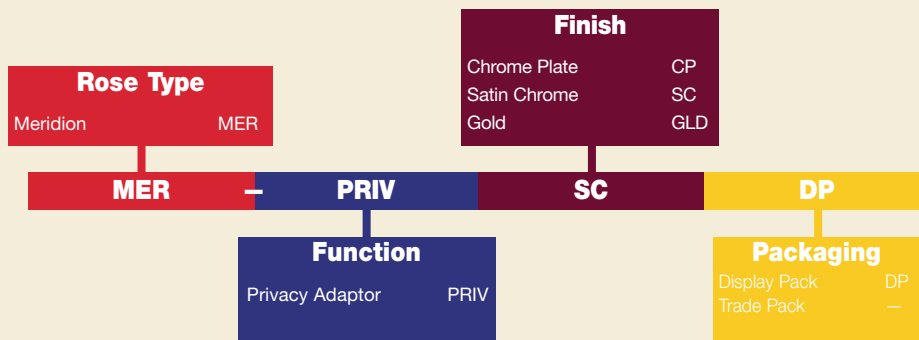 Finish
Chrome Plate CP
Satin Chrome SC
Gold GLD
Rose Type
Meridion MER
MER – PRIV SC DP
Function
Privacy Adaptor PRIV
Packaging
Display Pack DP
Trade Pack —